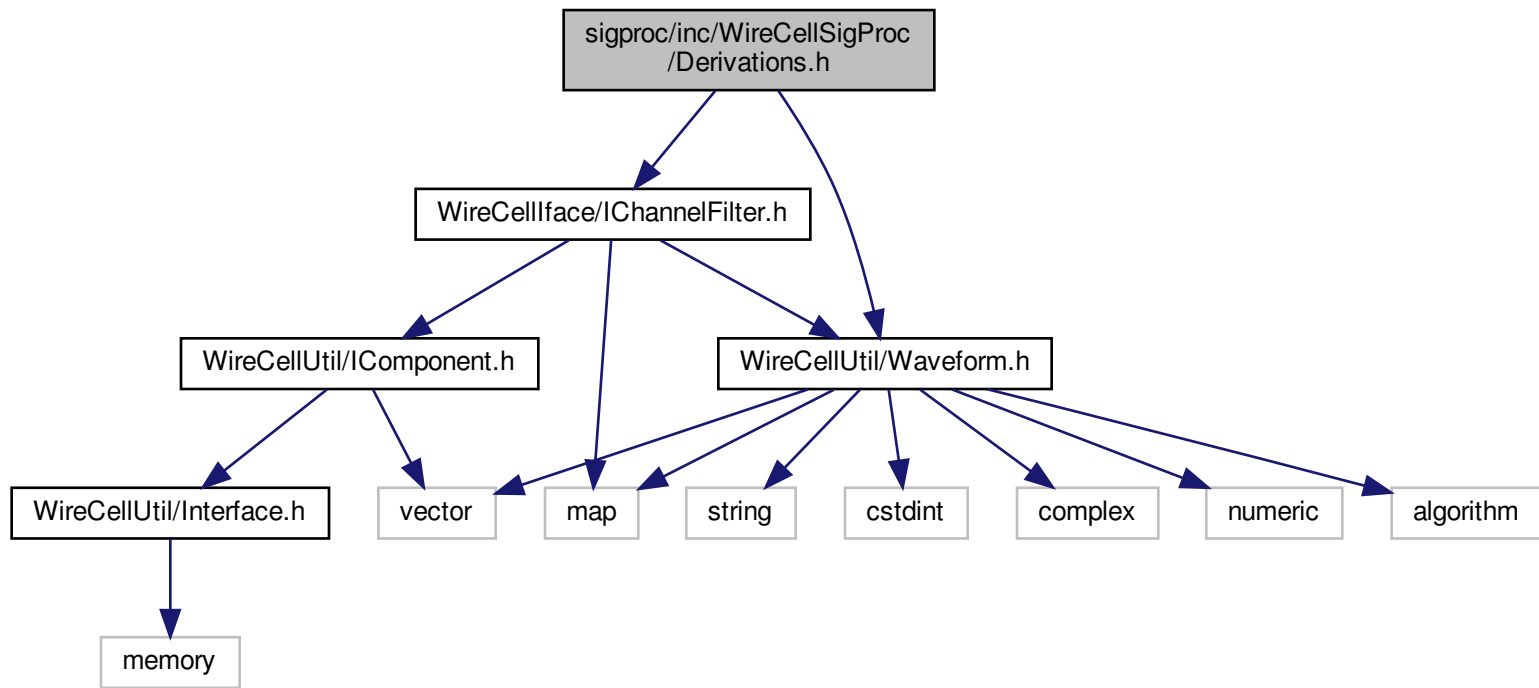 sigproc/inc/WireCellSigProc
/Derivations.h
WireCellIface/IChannelFilter.h
WireCellUtil/IComponent.h
WireCellUtil/Waveform.h
WireCellUtil/Interface.h
vector
map
string
cstdint
complex
numeric
algorithm
memory